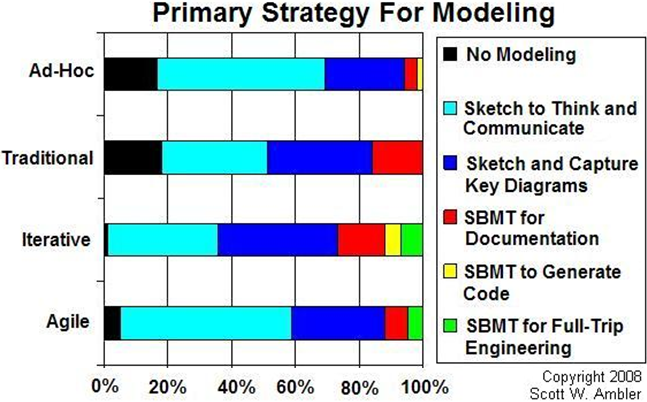 Primary Strategy For Modeling
Ad-Hoc
Traditional
Iterative
Agile
0% 20% 40% 60% 80% 100%
No Modeling
Sketch to Think and
Communicate
Sketch and Capture
Key Diagrams
SBMT for
Documentation
SBMT to Generate
Code
SBMT for Full-Trip
Engineering
Copyright 2008
Scott W. Ambler